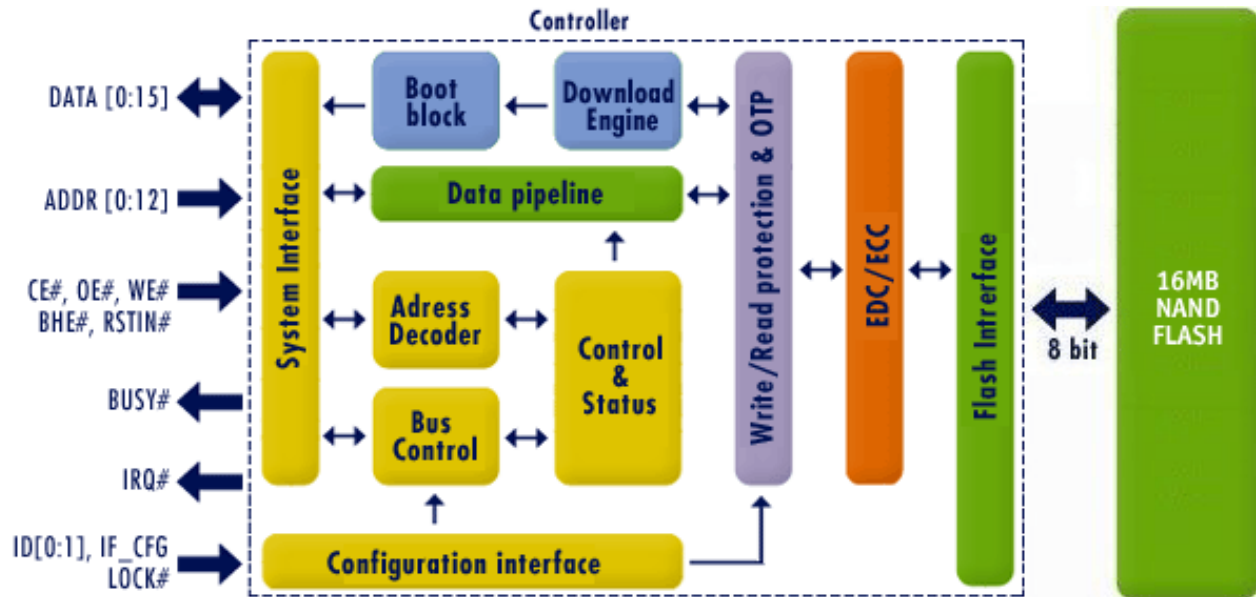 Controller
DATA [0:15]
ADDR [0:12]
CE#, OE#, WE#
BHE#, RSTIN#
BUSY#
IRQ#
ID[0:1], IF_CFG
LOCK#
System Interface
Boot
block
Download
Engine
Data pipeline
Adress
Decoder
Bus
Control
Control
&
Status
Configuration interface
Write/Read protection & OTP
EDC/ECC
Flash Intrerface
8 bit
16MB
NAND
FLASH